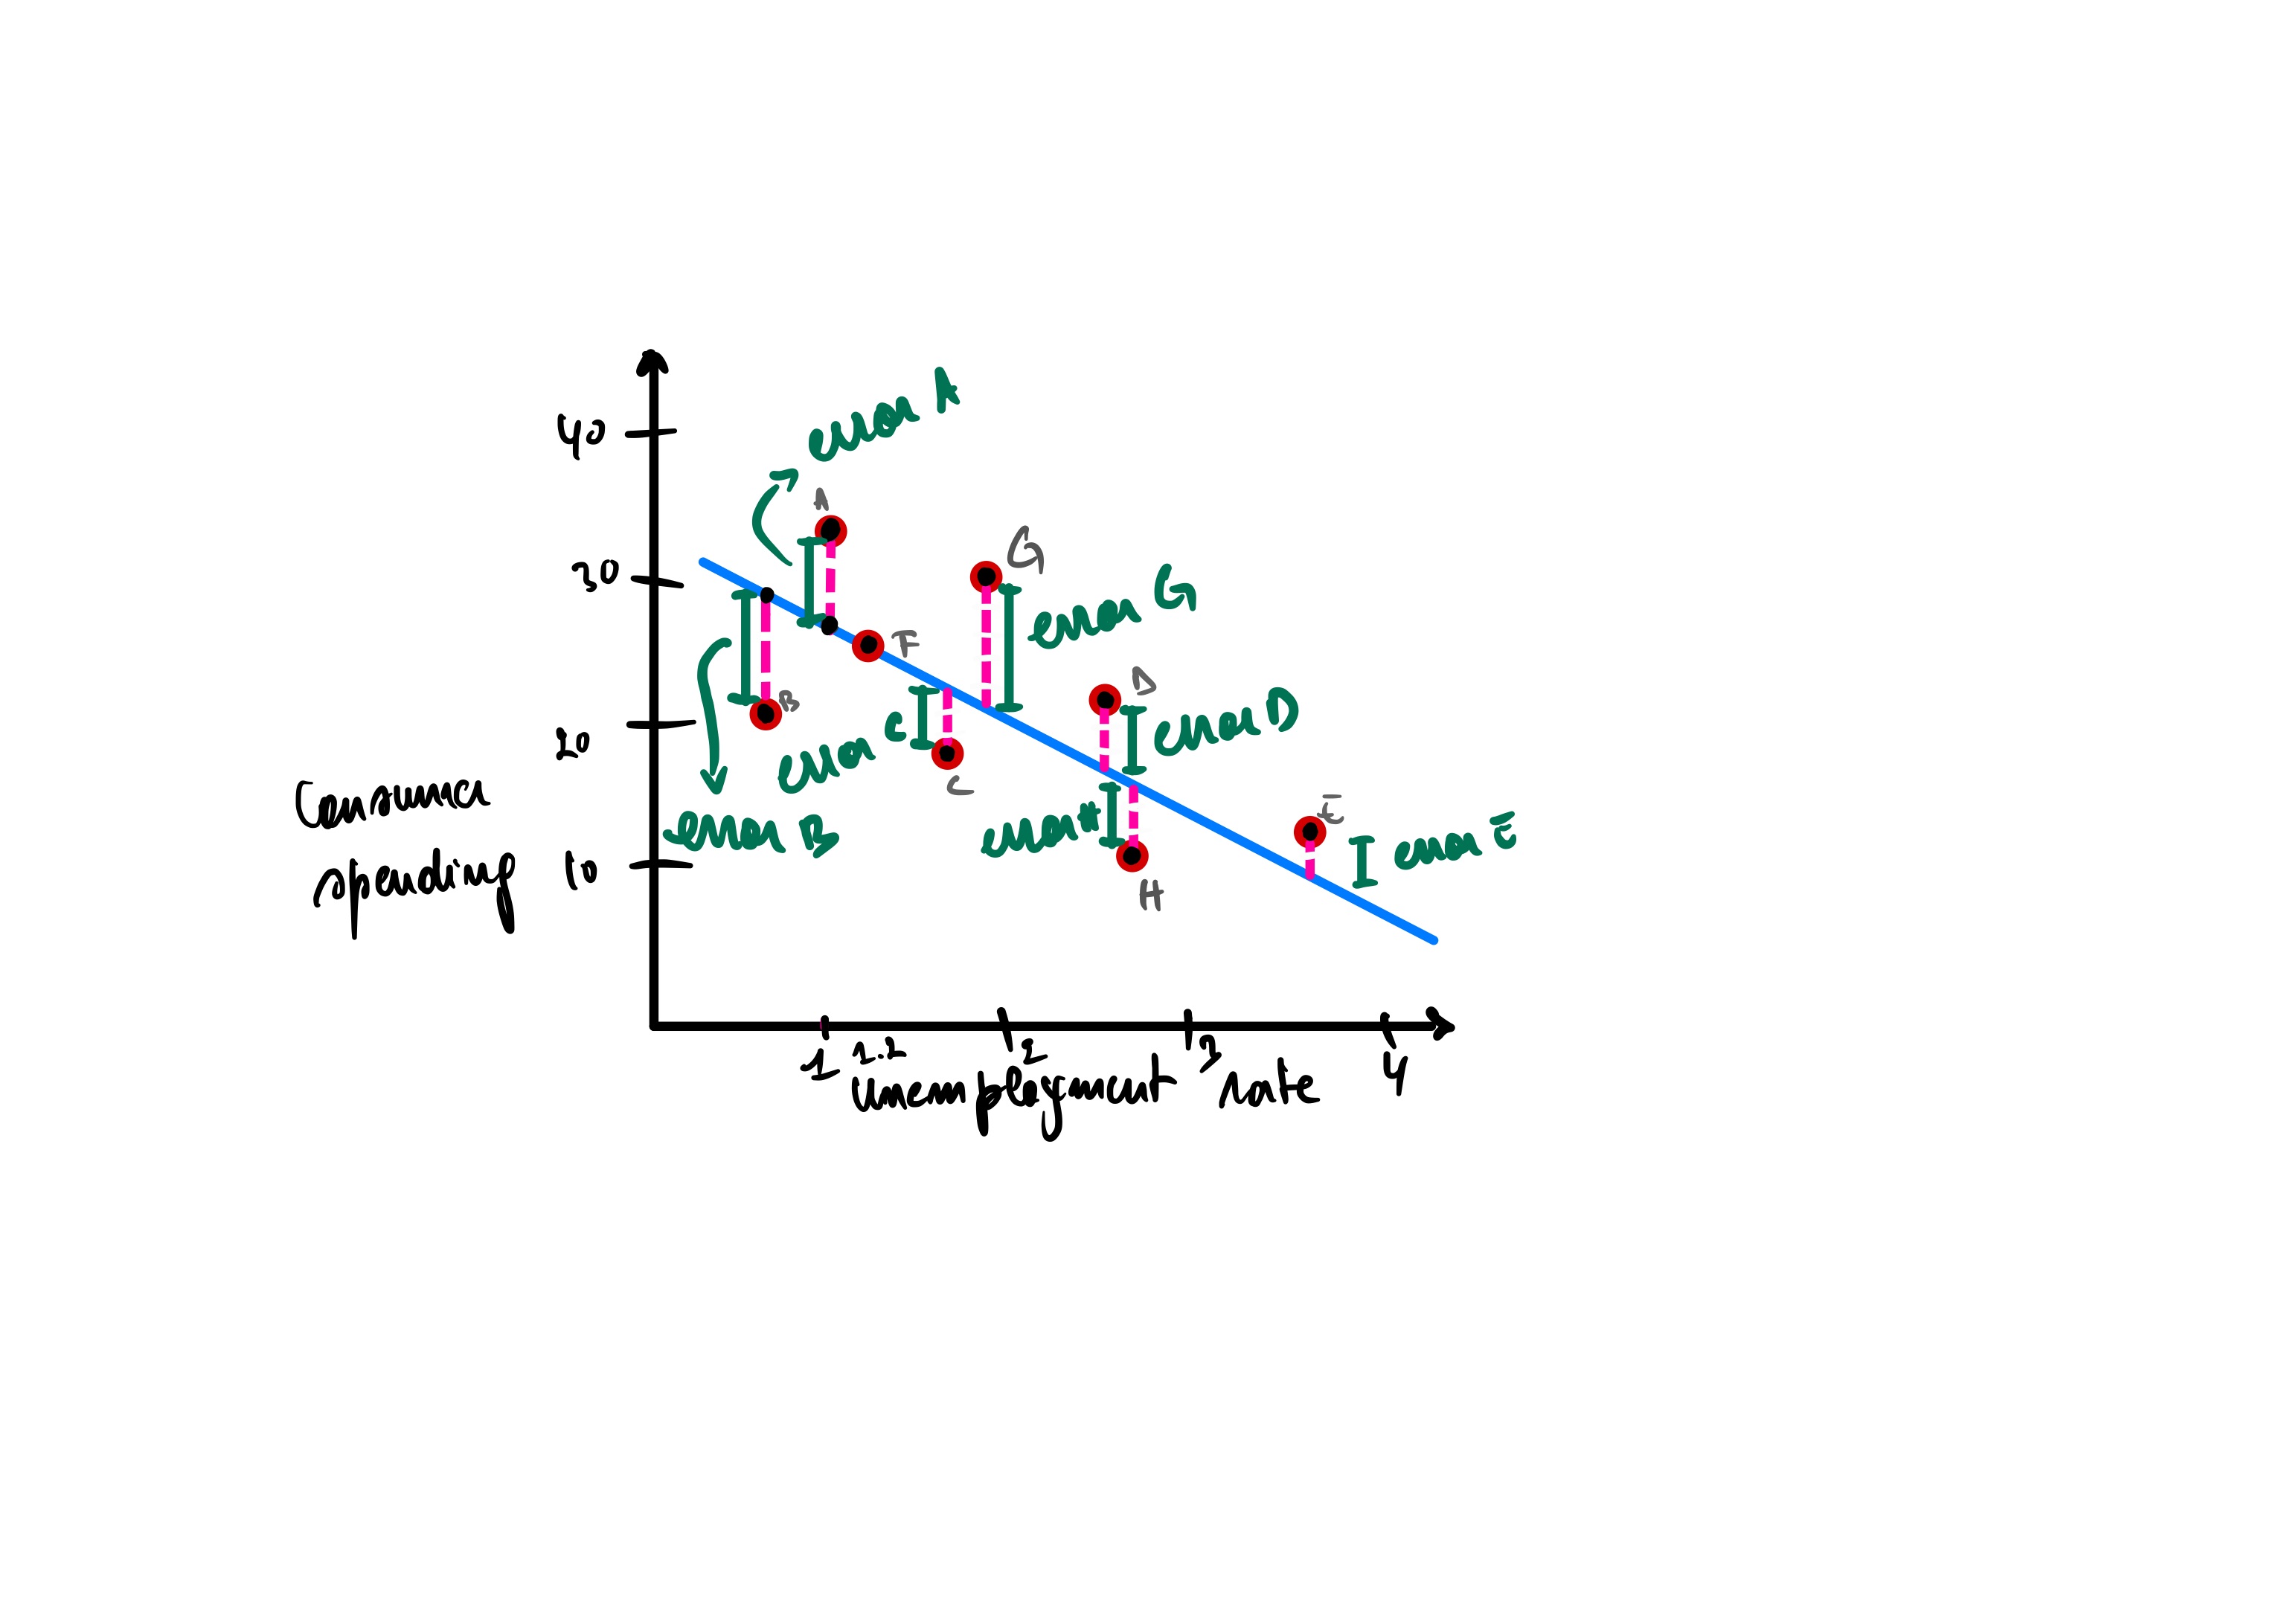 error A
40
A
G
30
error G
F
D
B
error D
20
error C
C
E
Consumer
error B
error H
error E
spending
10
H
1
1.2
2
3
4
unemployment rate